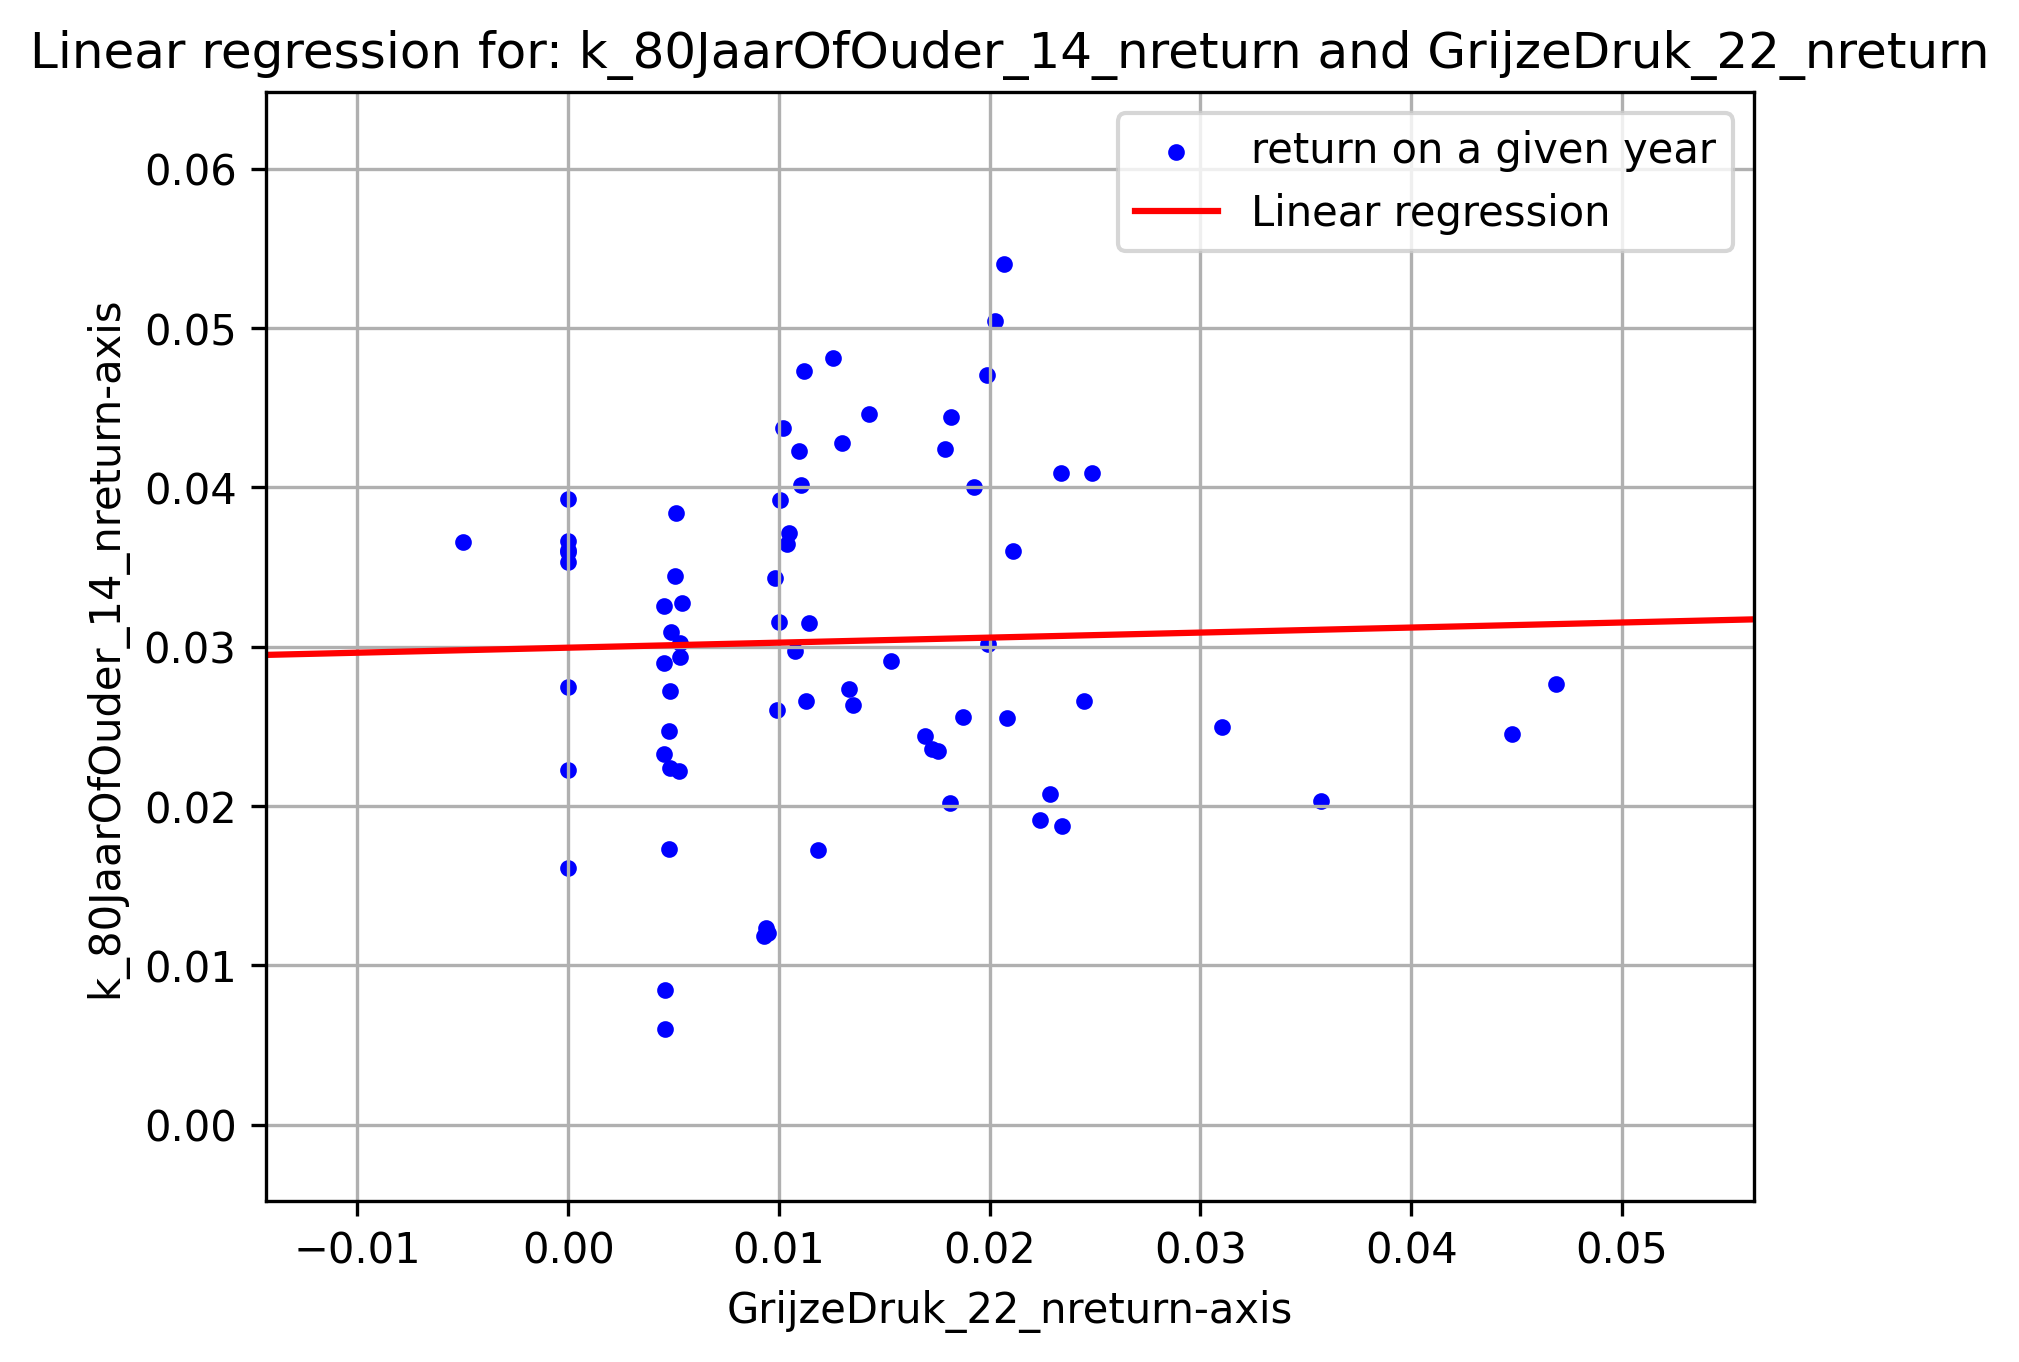 Linear regression for: k_80JaarOfOuder_14_nreturn and GrijzeDruk_22_nreturn
return on a given year
Linear regression
k_80JaarOfOuder_14_nreturn-axis
0.06
0.05
0.04
0.03
0.02
0.01
0.00
−0.01 0.00 0.01 0.02 0.03 0.04 0.05
GrijzeDruk_22_nreturn-axis